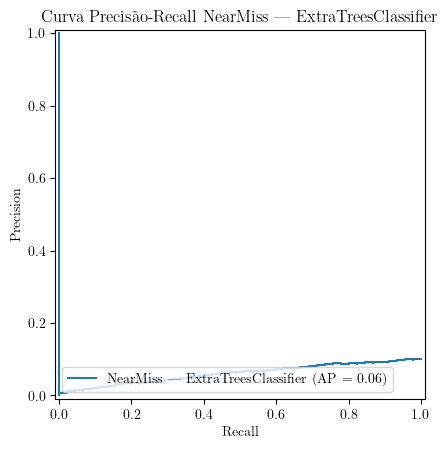 Curva Precisão-Recall NearMiss — ExtraTreesClassifier
1.0
0.8
0.6
0.4
0.2
0.0
Precision
NearMiss — ExtraTreesClassifier (AP = 0.06)
0.0 0.2 0.4 0.6 0.8 1.0
Recall